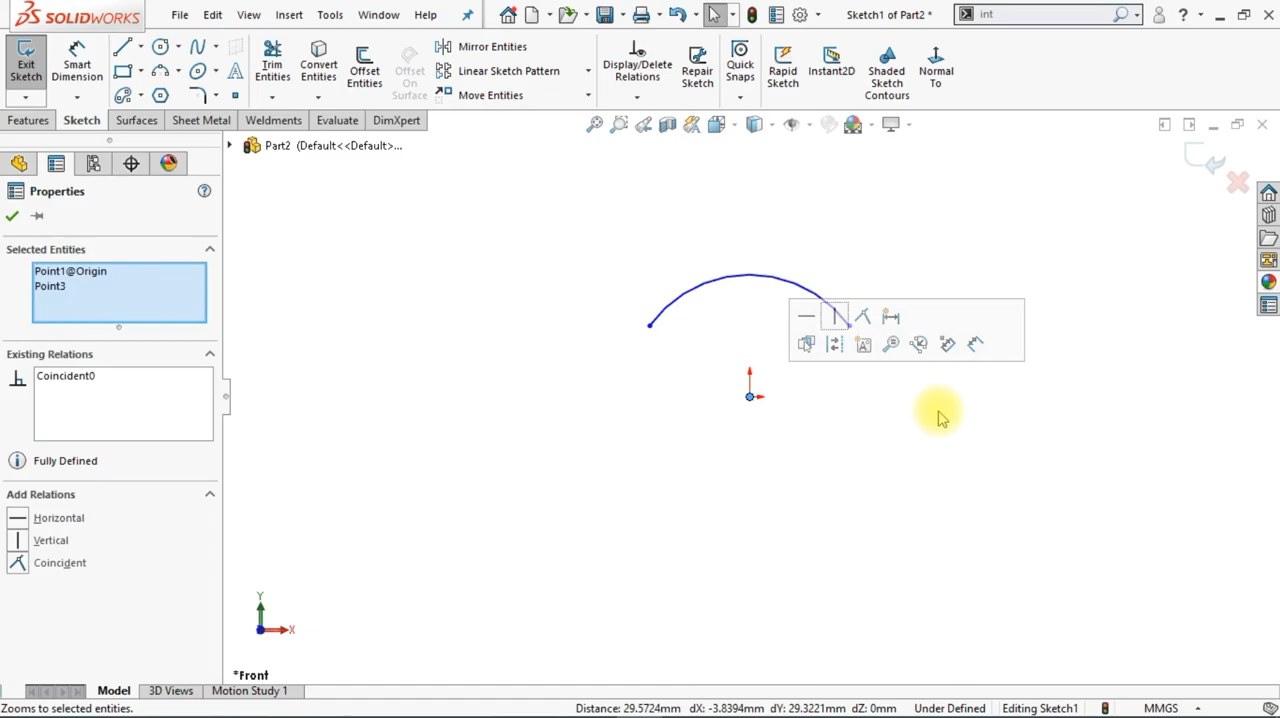 SOLIDWORKS
File Edit View Insert Tools Window Help
Sketch1 of Part2 *
int
Exit Sketch
Smart Dimension
Trim Entities
Convert Entities
Offset Entities
Offset On Surface
Mirror Entities
Linear Sketch Pattern
Move Entities
Display/Delete Relations
Repair Sketch
Quick Snaps
Rapid Sketch
Instant2D
Shaded Sketch Contours
Normal To
Features Sketch Surfaces Sheet Metal Weldments Evaluate DimXpert
Part2 (Default<<Default>...
Properties
Selected Entities
Point1@Origin
Point3
Existing Relations
Coincident0
Fully Defined
Add Relations
Horizontal
Vertical
Coincident
Y
X
*Front
Model 3D Views Motion Study 1
Zooms to selected entities. Distance: 29.5724mm dX: -3.8394mm dY: 29.3221mm dZ: 0mm Under Defined Editing Sketch1 MMGS